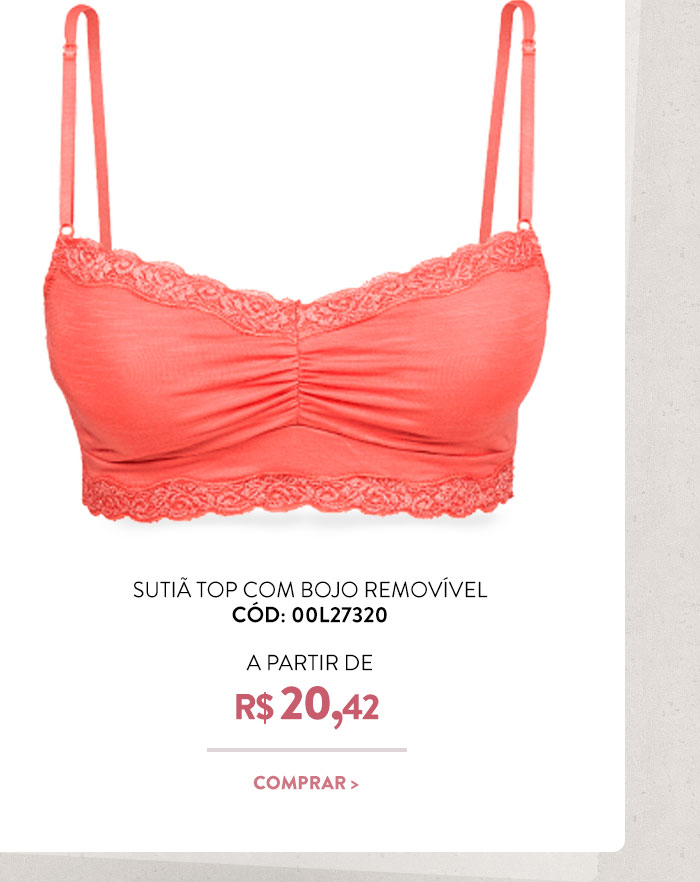 SUTIÃ TOP COM BOJO REMOVÍVEL
CÓD: 00L27320
A PARTIR DE
R$ 20,42
COMPRAR >